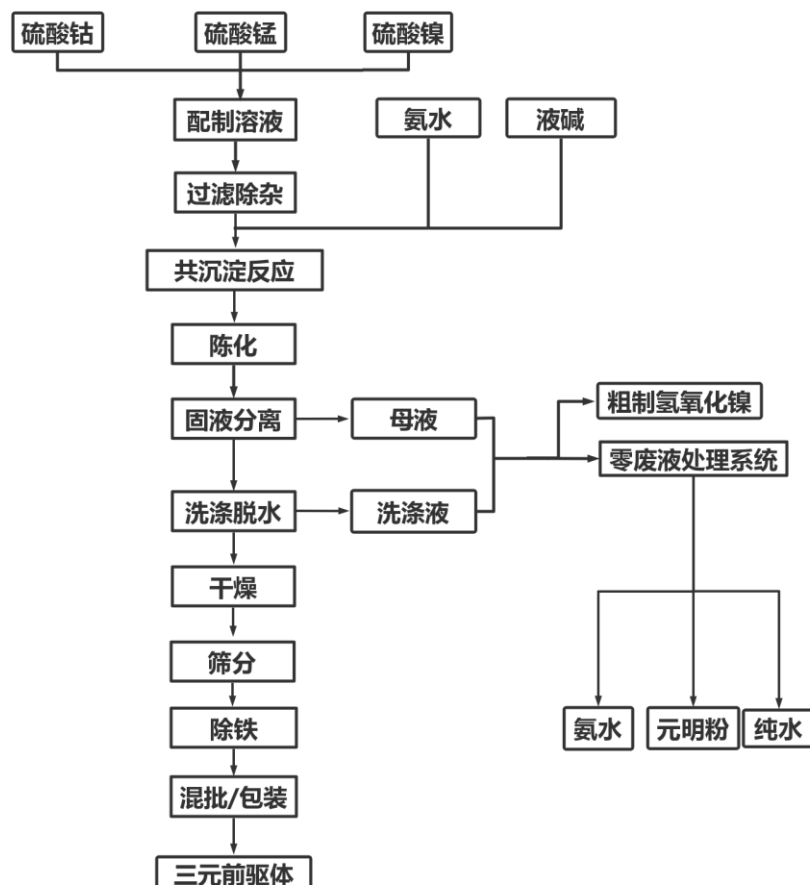 硫酸钴
硫酸锰
硫酸镍
配制溶液
氨水
液碱
过滤除杂
共沉淀反应
陈化
固液分离
母液
粗制氢氧化镍
零废液处理系统
洗涤脱水
洗涤液
干燥
筛分
除铁
氨水
元明粉
纯水
混批/包装
三元前驱体